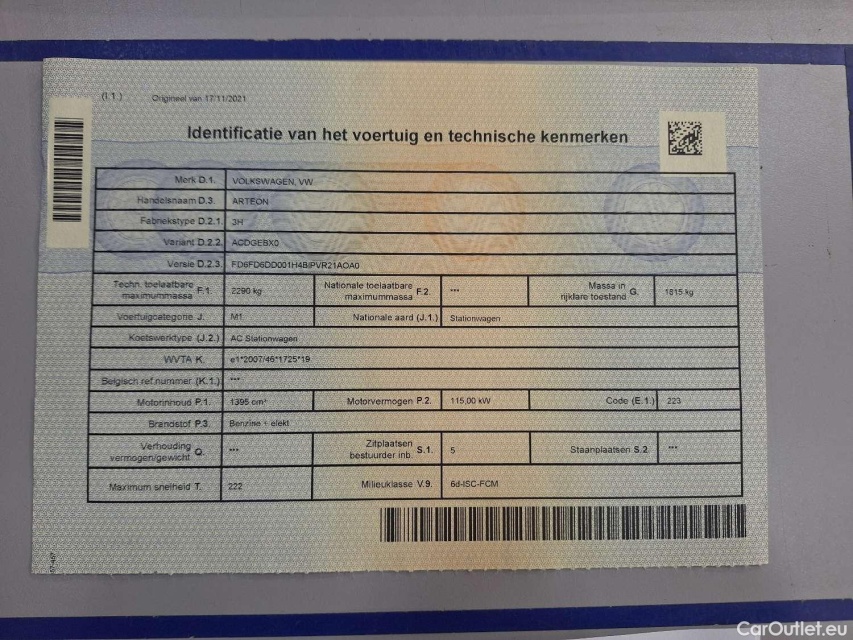 (I.1.) Origineel van 17/11/2021
Identificatie van het voertuig en technische kenmerken
Merk D.1. VOLKSWAGEN, VW
Handelsnaam D.3. ARTEON
Fabriekstype D.2.1. 3H
Variant D.2.2. ACDGEBX0
Versie D.2.3. FD6FD6DD001H4BIPVR21AOA0
Techn. toelaatbare maximummassa F.1. 2290 kg Nationale toelaatbare maximummassa F.2. *** Massa in rijklare toestand G. 1815 kg
Voertuigcategorie J. M1 Nationale aard (J.1.) Stationwagen
Koetswerktype (J.2.) AC Stationwagen
WVTA K. e1*2007/46*1725*19
Belgisch ref.nummer (K.1.) ***
Motorinhoud P.1. 1395 cm³ Motorvermogen P.2. 115,00 kW Code (E.1.) 223
Brandstof P.3. Benzine + elekt
Verhouding vermogen/gewicht Q. *** Zitplaatsen bestuurder inb. S.1. 5 Staanplaatsen S.2 ***
Maximum snelheid T. 222 Milieuklasse V.9. 6d-ISC-FCM
CarOutlet.eu